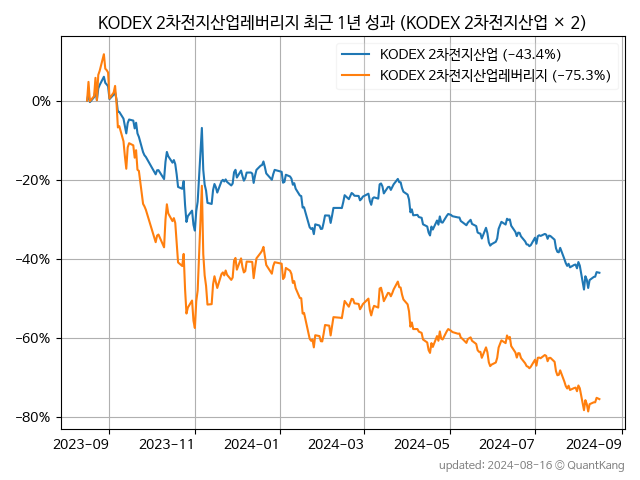 KODEX 2차전지산업레버리지 최근 1년 성과 (KODEX 2차전지산업 × 2)
KODEX 2차전지산업 (−43.4%)
KODEX 2차전지산업레버리지 (−75.3%)
0%
−20%
−40%
−60%
−80%
2023−09 2023−11 2024−01 2024−03 2024−05 2024−07 2024−09
updated: 2024-08-16 © QuantKang